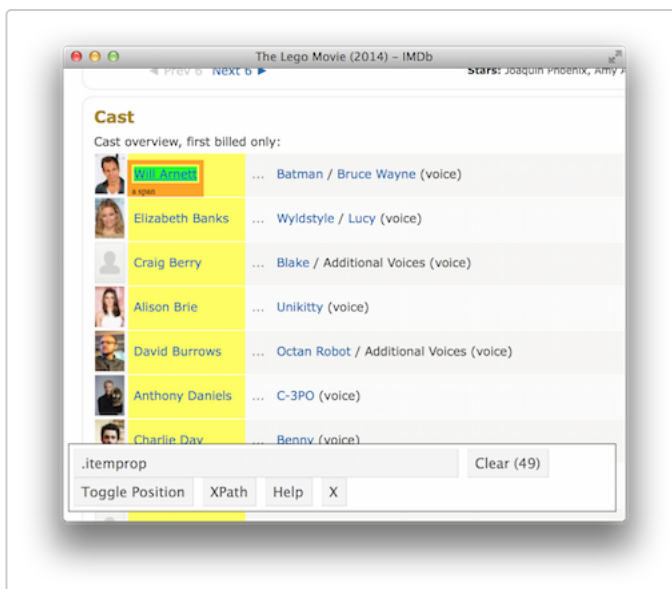 The Lego Movie (2014) – IMDb
◀ Prev 6 Next 6 ▶ Stars: Joaquin Phoenix, Amy A
Cast
Cast overview, first billed only:
Will Arnett ... Batman / Bruce Wayne (voice)
a span
Elizabeth Banks ... Wyldstyle / Lucy (voice)
Craig Berry ... Blake / Additional Voices (voice)
Alison Brie ... Unikitty (voice)
David Burrows ... Octan Robot / Additional Voices (voice)
Anthony Daniels ... C-3PO (voice)
Charlie Day ... Benny (voice)
.itemprop Clear (49)
Toggle Position XPath Help X